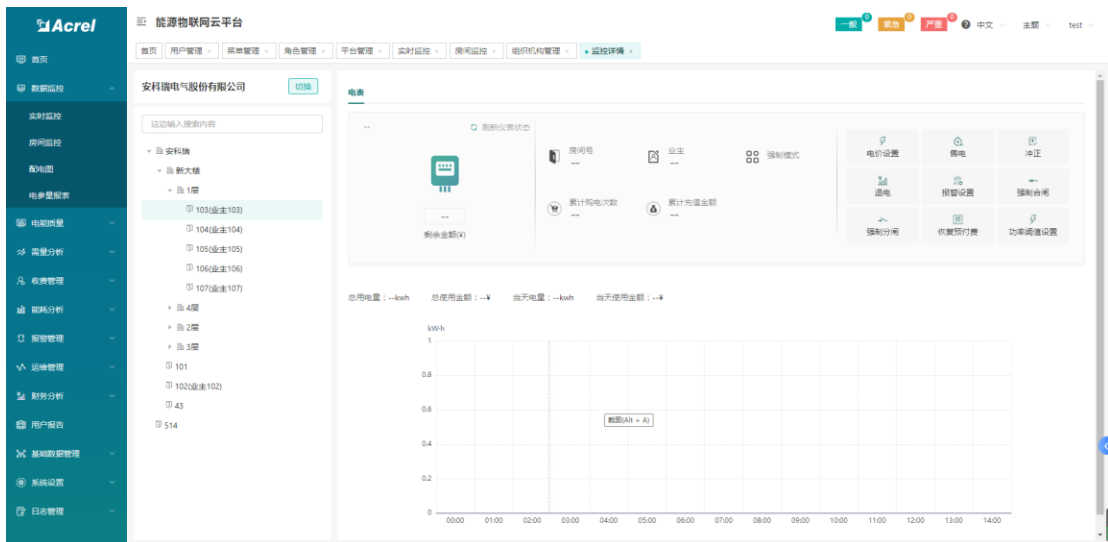 Acrel
能源物联网云平台
一般 0 紧急 0 严重 0 中文 主题 test
首页 用户管理 菜单管理 角色管理 平台管理 实时监控 房间监控 组织机构管理 监控详情
首页
数据监控
实时监控
房间监控
配电图
电参量报表
电能质量
需量分析
收费管理
能耗分析
报警管理
运维管理
财务分析
用户报告
基础数据管理
系统设置
日志管理
安科瑞电气股份有限公司 切换
这边输入搜索内容
安科瑞
新大楼
1层
103(业主103)
104(业主104)
105(业主105)
106(业主106)
107(业主107)
4层
2层
3层
101
102(业主102)
43
514
电表
-- 刷新仪表状态
--
剩余金额(¥)
房间号
--
业主
--
强制模式
累计购电次数
--
累计充值金额
--
电价设置 售电 冲正
退电 报警设置 强制合闸
强制分闸 恢复预付费 功率阈值设置
总用电量：--kwh 总使用金额：--¥ 当天电量：--kwh 当天使用金额：--¥
kW·h
1
0.8
0.6
0.4
0.2
0
截图(Alt + A)
00:00 01:00 02:00 03:00 04:00 05:00 06:00 07:00 08:00 09:00 10:00 11:00 12:00 13:00 14:00